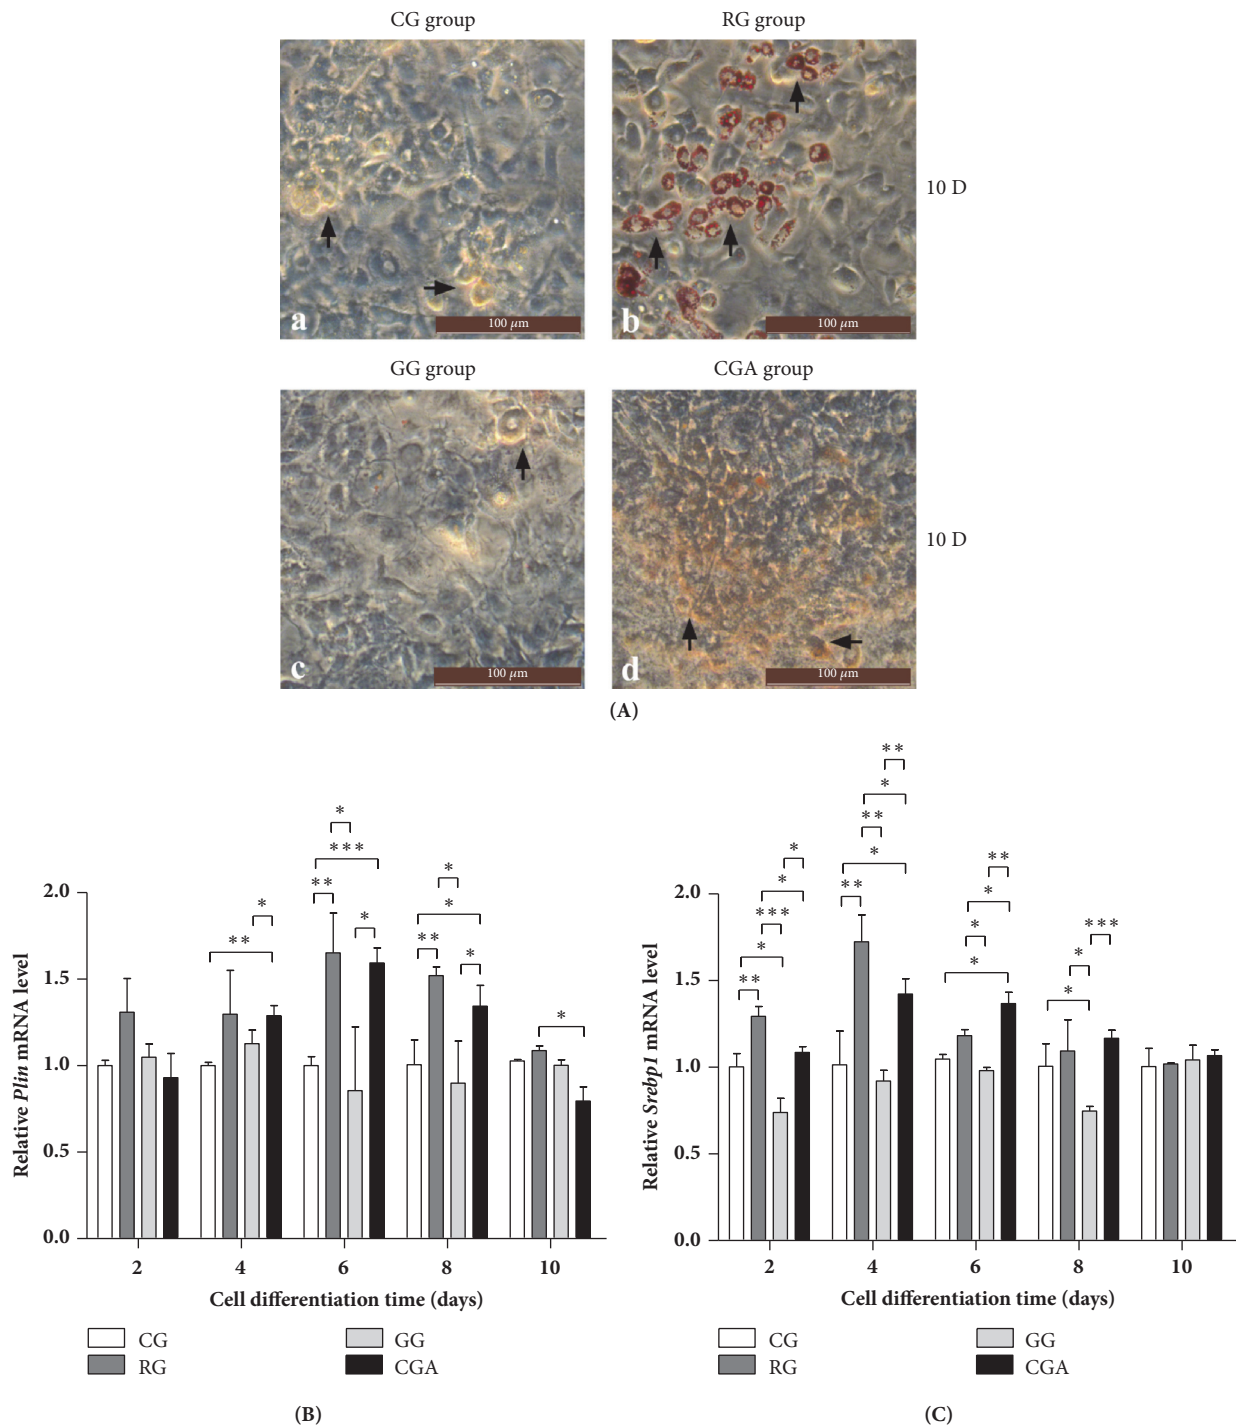 CG group
RG group
a
100 μm
b
100 μm
10 D
GG group
CGA group
c
100 μm
d
100 μm
10 D
(A)
Relative Plin mRNA level
2.0
1.5
1.0
0.5
0.0
** *
** *** * *
** * * *
*
2 4 6 8 10
Cell differentiation time (days)
CG
RG
GG
CGA
(B)
Relative Srebp1 mRNA level
2.0
1.5
1.0
0.5
0.0
** * *** * *
** * ** * **
* * * **
* * ***
2 4 6 8 10
Cell differentiation time (days)
CG
RG
GG
CGA
(C)